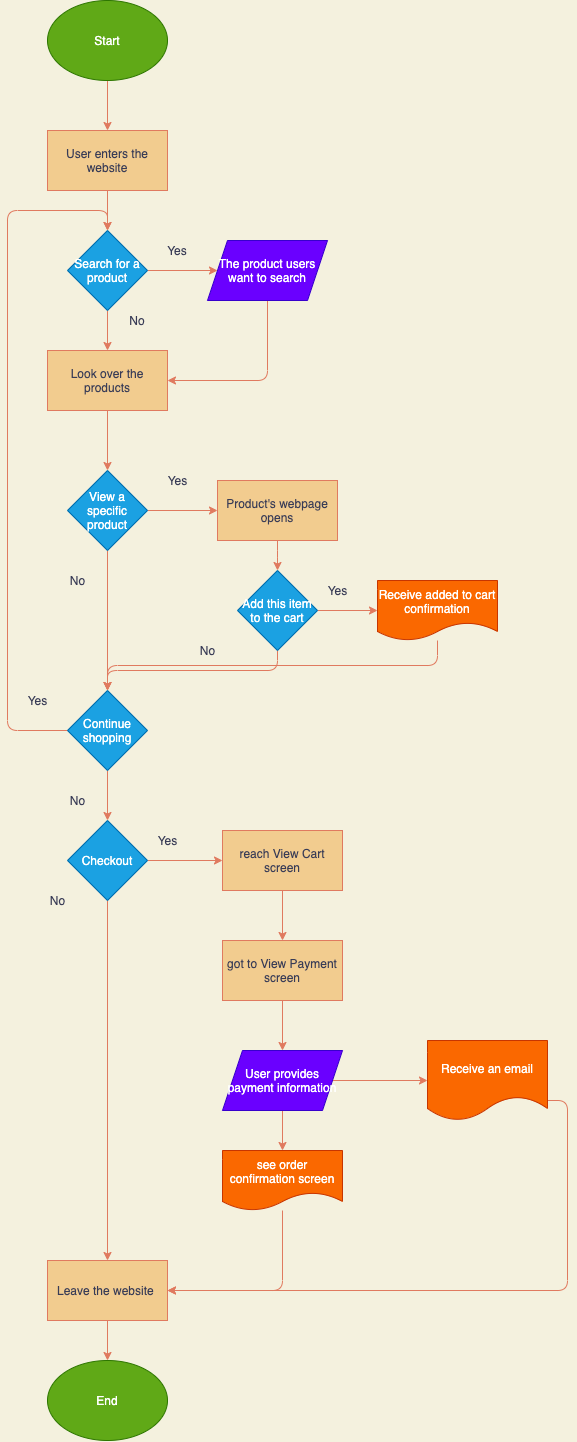 Start
User enters the
website
Search for a
product
Yes
The product users
want to search
No
Look over the
products
View a
specific
product
Yes
Product's webpage
opens
No
Add this item
to the cart
Yes
Receive added to cart
confirmation
No
Yes
Continue
shopping
No
Checkout
Yes
reach View Cart
screen
No
got to View Payment
screen
User provides
payment information
Receive an email
see order
confirmation screen
Leave the website
End